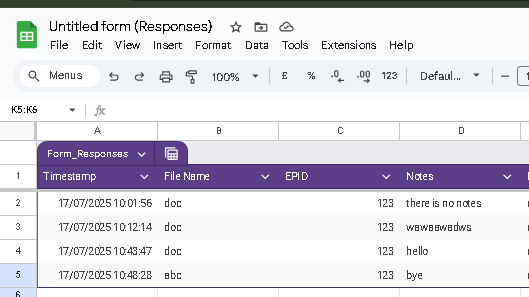 Untitled form (Responses)
File Edit View Insert Format Data Tools Extensions Help
Menus 100% £ % .0 .00 123 Defaul...
K5:K6 fx
A B C D
Form_Responses
1 Timestamp File Name EPID Notes
2 17/07/2025 10:01:56 doc 123 there is no notes
3 17/07/2025 10:12:14 doc 123 wawaawadws
4 17/07/2025 10:43:47 doc 123 hello
5 17/07/2025 10:48:28 abc 123 bye
6